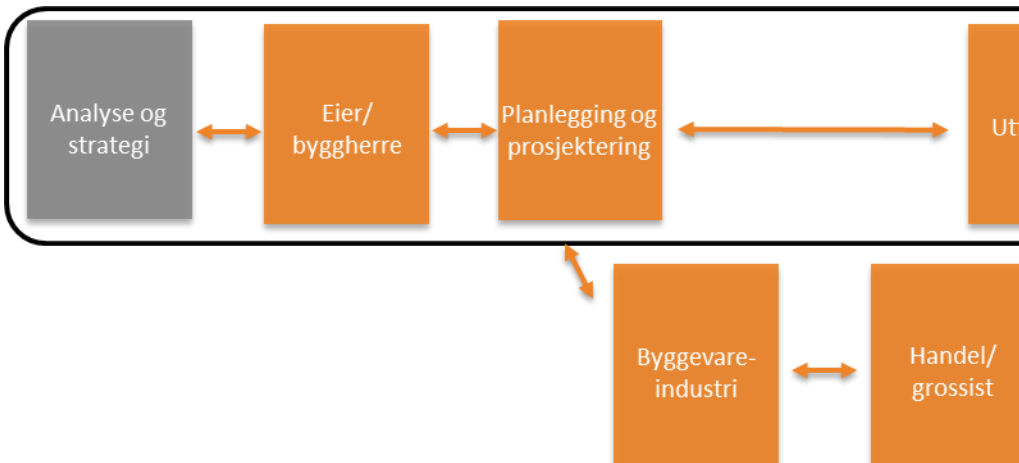 Analyse og
strategi
Eier/
byggherre
Planlegging og
prosjektering
Byggevare-
industri
Handel/
grossist